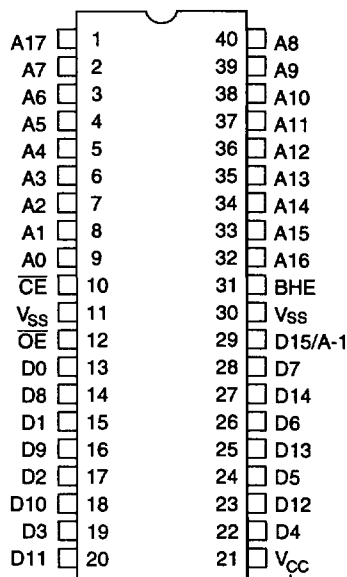 A17 1 40 A8
A7 2 39 A9
A6 3 38 A10
A5 4 37 A11
A4 5 36 A12
A3 6 35 A13
A2 7 34 A14
A1 8 33 A15
A0 9 32 A16
C̅E̅ 10 31 BHE
VSS 11 30 VSS
O̅E̅ 12 29 D15/A-1
D0 13 28 D7
D8 14 27 D14
D1 15 26 D6
D9 16 25 D13
D2 17 24 D5
D10 18 23 D12
D3 19 22 D4
D11 20 21 VCC